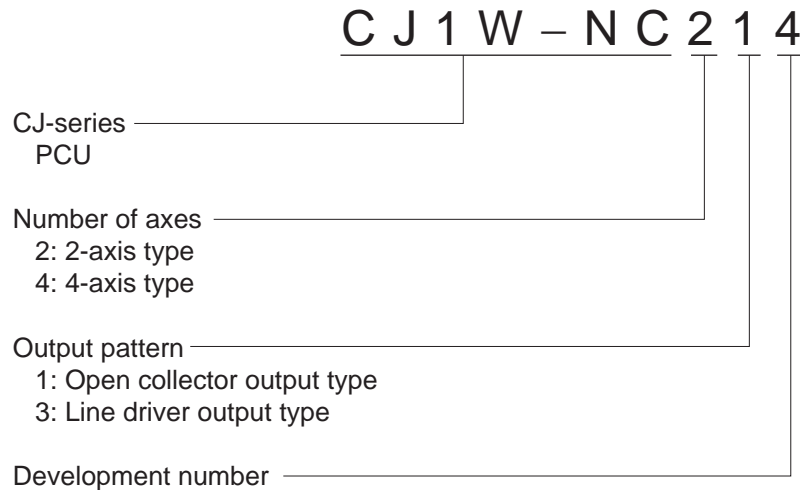 CJ1W–NC214
CJ-series
PCU
Number of axes
2: 2-axis type
4: 4-axis type
Output pattern
1: Open collector output type
3: Line driver output type
Development number